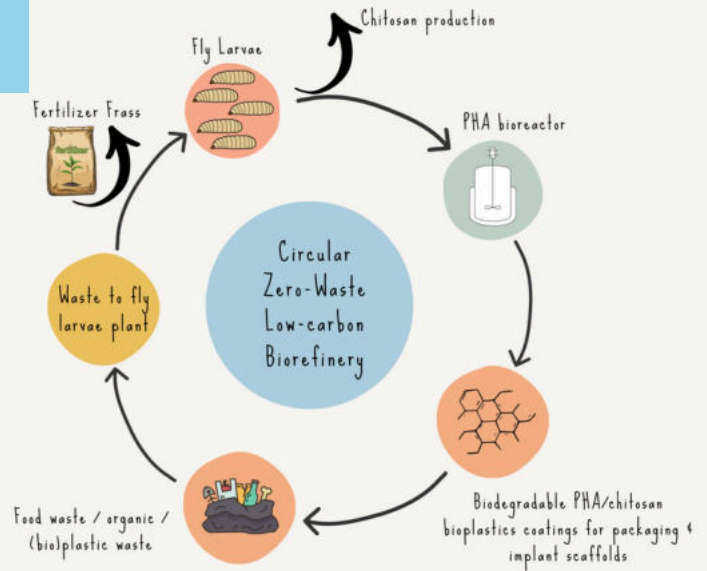 Chitosan production
Fly Larvae
Fertilizer Frass
fertilizer
PHA bioreactor
Circular
Zero-Waste
Low-carbon
Biorefinery
Waste to fly
larvae plant
Biodegradable PHA/chitosan
bioplastics coatings for packaging &
implant scaffolds
Food waste / organic /
(bio)plastic waste